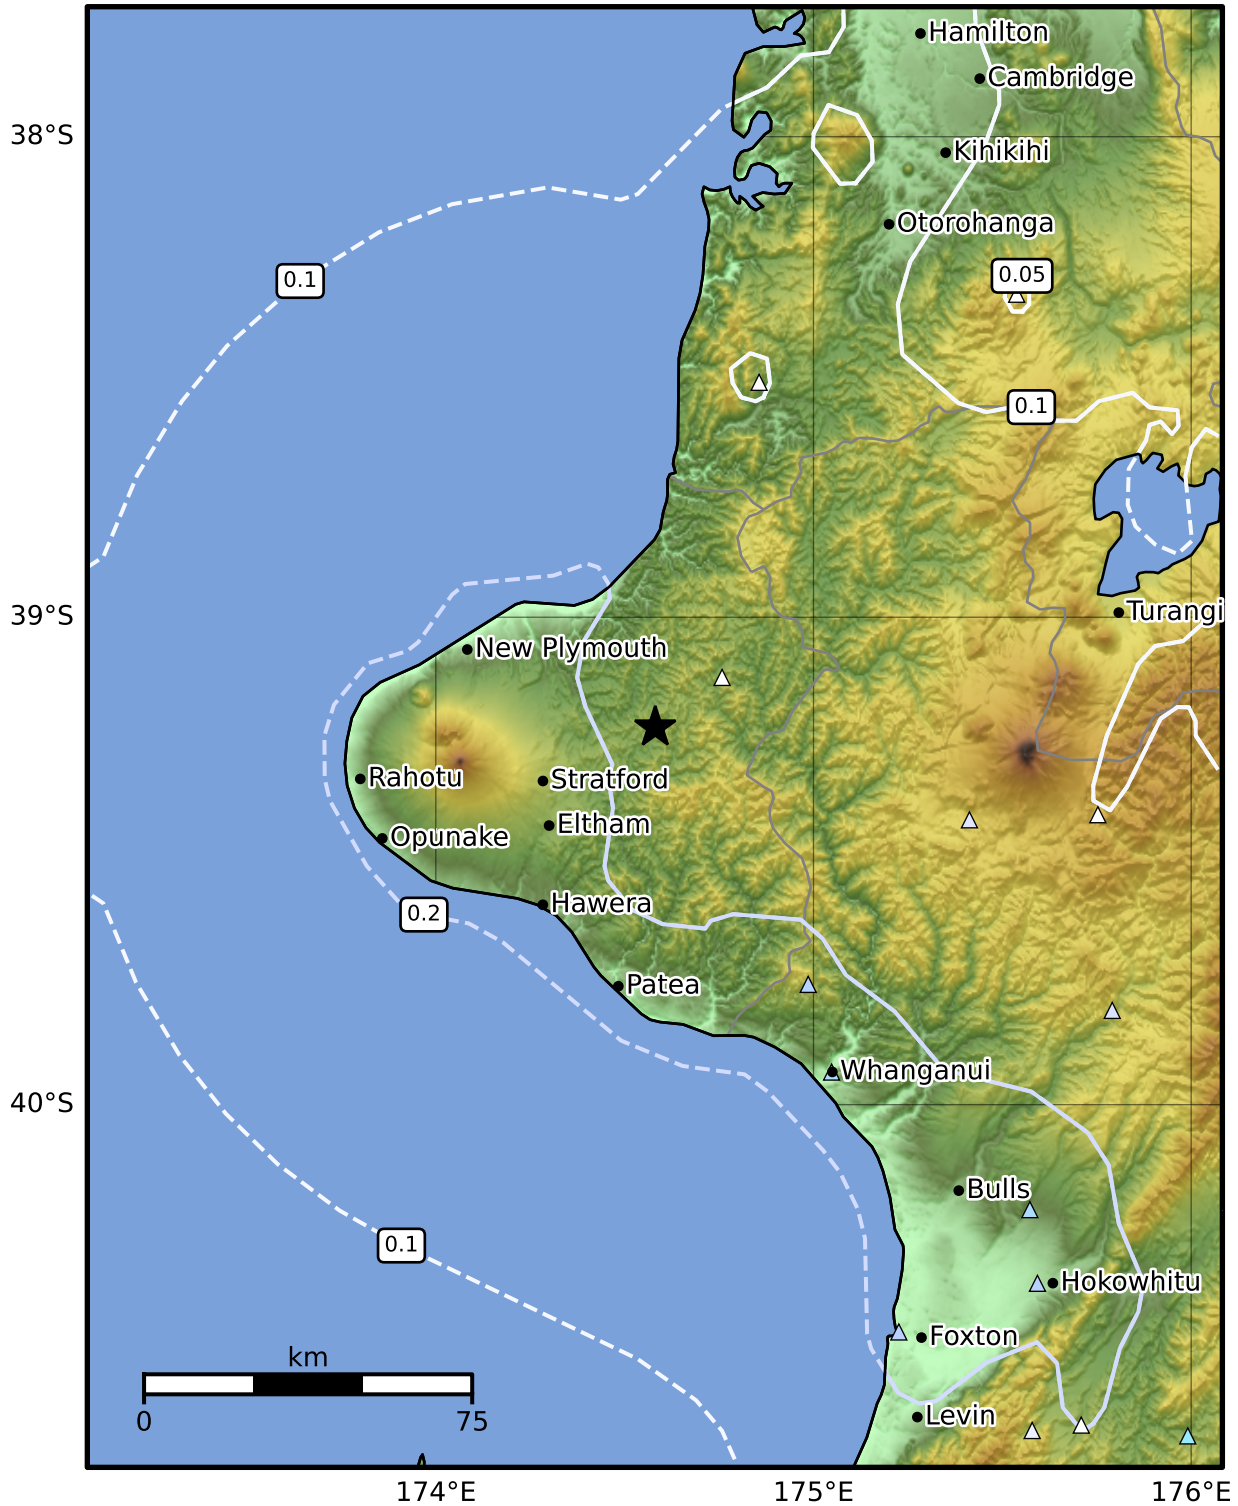 Hamilton
Cambridge
38°S
Kihikihi
Otorohanga
0.1
0.05
0.1
39°S
Turangi
New Plymouth
Rahotu
Stratford
Eltham
Opunake
Hawera
0.2
Patea
Whanganui
40°S
Bulls
0.1
Hokowhitu
Foxton
km
0
75
Levin
174°E
175°E
176°E